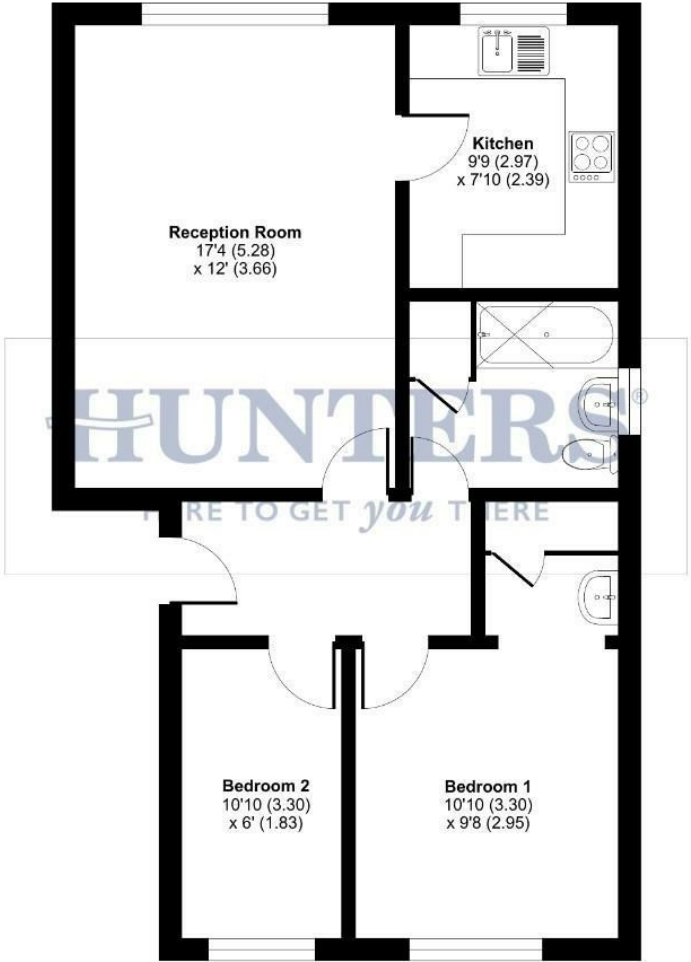 Kitchen
9'9 (2.97)
x 7'10 (2.39)
Reception Room
17'4 (5.28)
x 12' (3.66)
HUNTERS®
HERE TO GET you THERE
Bedroom 2
10'10 (3.30)
x 6' (1.83)
Bedroom 1
10'10 (3.30)
x 9'8 (2.95)